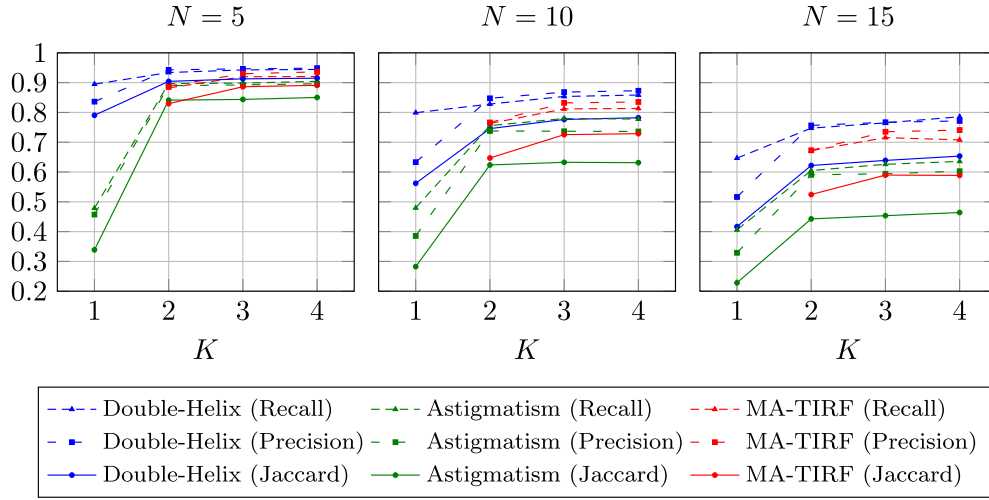 N = 5 N = 10 N = 15
1
0.9
0.8
0.7
0.6
0.5
0.4
0.3
0.2
1 2 3 4 1 2 3 4 1 2 3 4
K K K
Double-Helix (Recall) Astigmatism (Recall) MA-TIRF (Recall)
Double-Helix (Precision) Astigmatism (Precision) MA-TIRF (Precision)
Double-Helix (Jaccard) Astigmatism (Jaccard) MA-TIRF (Jaccard)